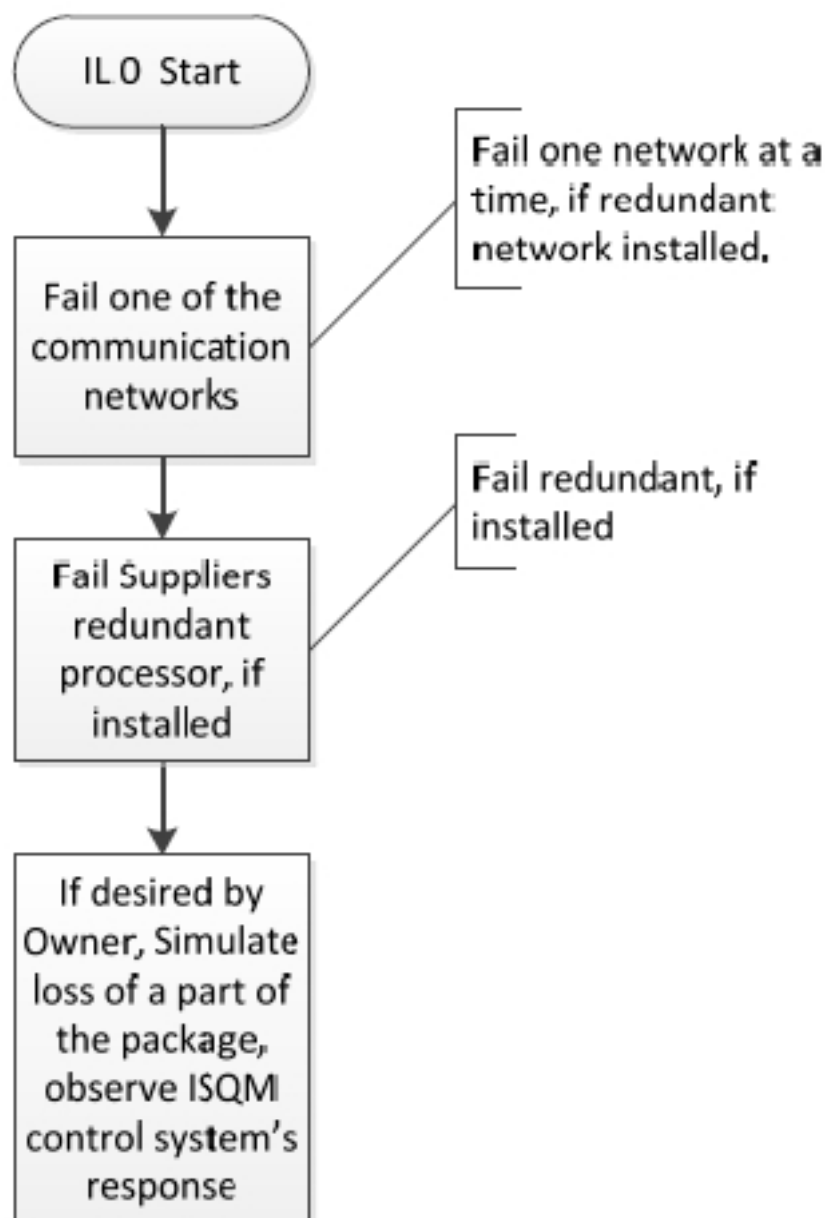 IL.0 Start
Fail one network at a
time, if redundant
network installed.
Fail one of the
communication
networks
Fail redundant, if
installed
Fail Suppliers
redundant
processor, if
installed
If desired by
Owner, Simulate
loss of a part of
the package,
observe ISQM
control system's
response